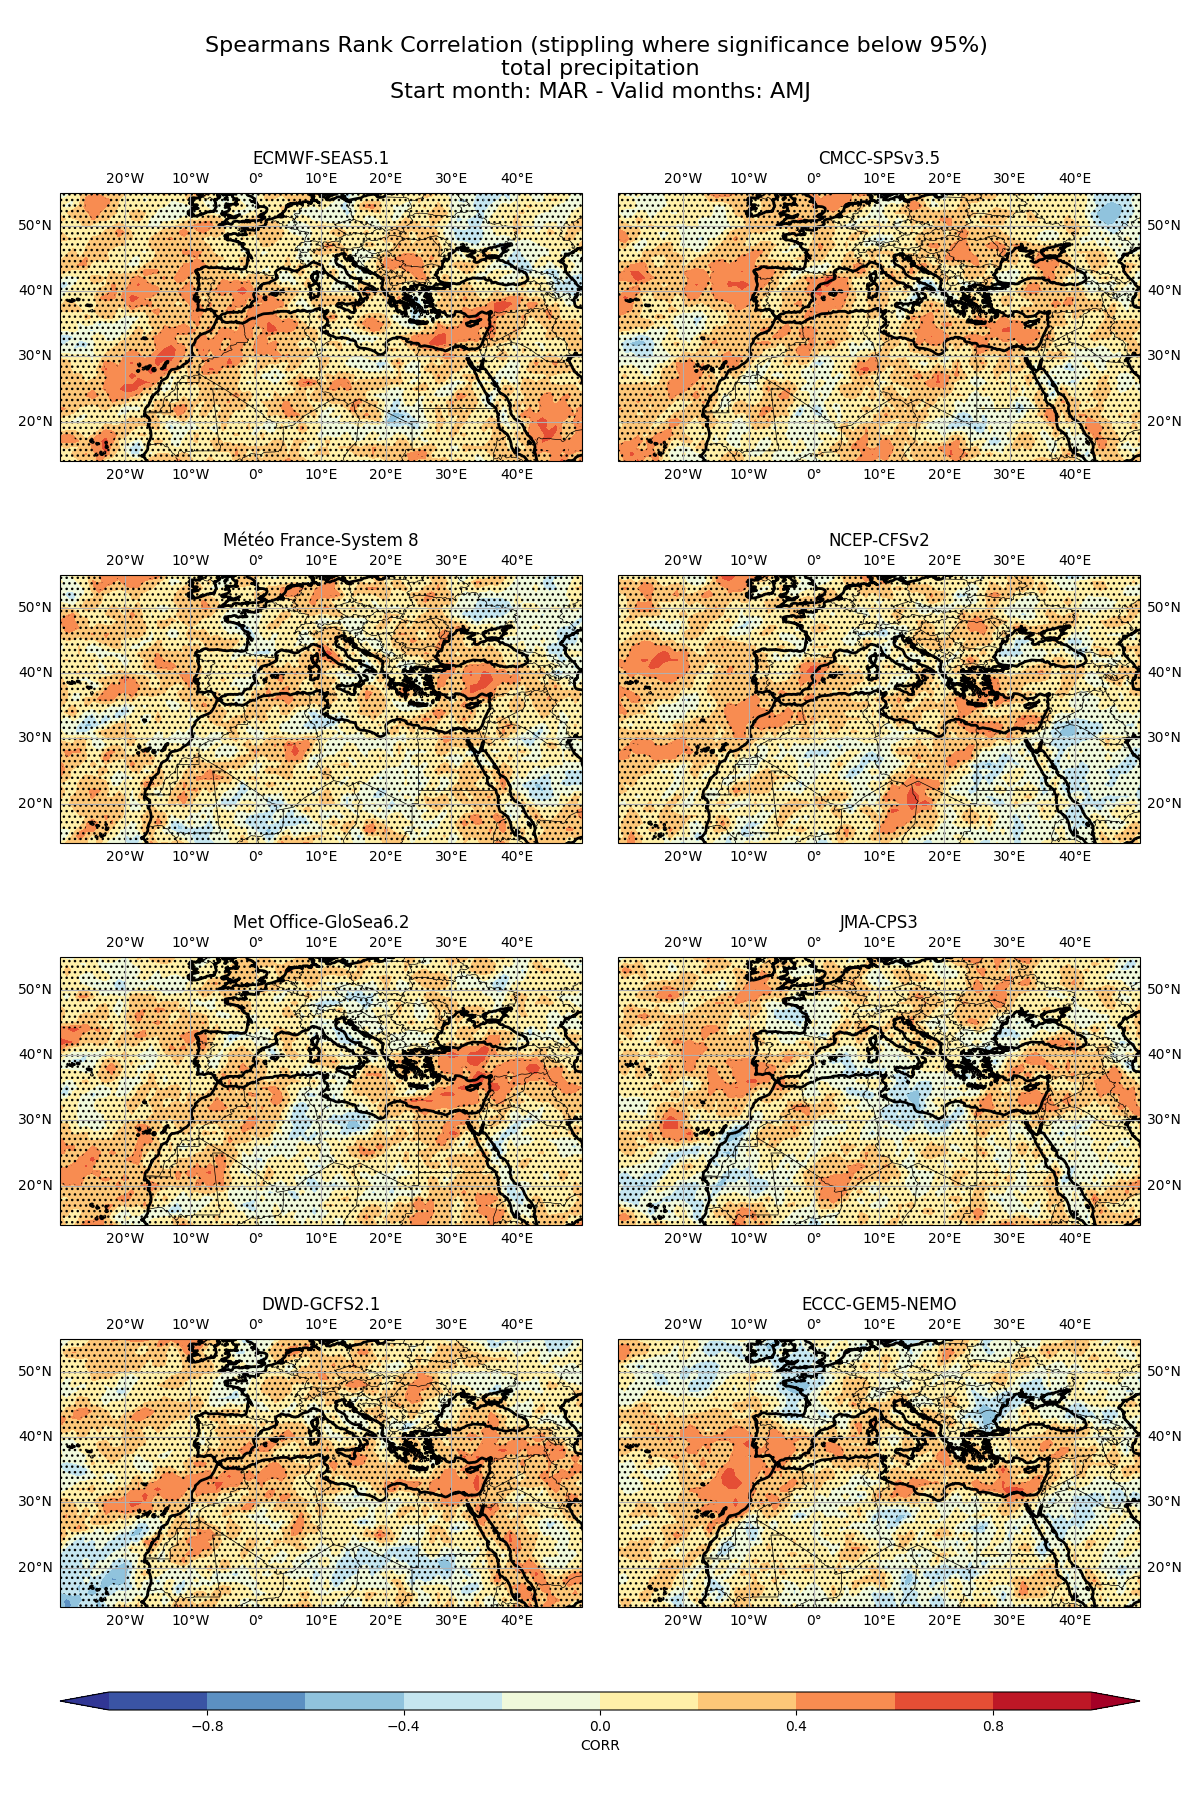 Spearmans Rank Correlation (stippling where significance below 95%)
total precipitation
Start month: MAR - Valid months: AMJ
ECMWF-SEAS5.1
20°W 10°W 0° 10°E 20°E 30°E 40°E
50°N
40°N
30°N
20°N
20°W 10°W 0° 10°E 20°E 30°E 40°E
CMCC-SPSv3.5
20°W 10°W 0° 10°E 20°E 30°E 40°E
50°N
40°N
30°N
20°N
20°W 10°W 0° 10°E 20°E 30°E 40°E
Météo France-System 8
20°W 10°W 0° 10°E 20°E 30°E 40°E
50°N
40°N
30°N
20°N
20°W 10°W 0° 10°E 20°E 30°E 40°E
NCEP-CFSv2
20°W 10°W 0° 10°E 20°E 30°E 40°E
50°N
40°N
30°N
20°N
20°W 10°W 0° 10°E 20°E 30°E 40°E
Met Office-GloSea6.2
20°W 10°W 0° 10°E 20°E 30°E 40°E
50°N
40°N
30°N
20°N
20°W 10°W 0° 10°E 20°E 30°E 40°E
JMA-CPS3
20°W 10°W 0° 10°E 20°E 30°E 40°E
50°N
40°N
30°N
20°N
20°W 10°W 0° 10°E 20°E 30°E 40°E
DWD-GCFS2.1
20°W 10°W 0° 10°E 20°E 30°E 40°E
50°N
40°N
30°N
20°N
20°W 10°W 0° 10°E 20°E 30°E 40°E
ECCC-GEM5-NEMO
20°W 10°W 0° 10°E 20°E 30°E 40°E
50°N
40°N
30°N
20°N
20°W 10°W 0° 10°E 20°E 30°E 40°E
−0.8 −0.4 0.0 0.4 0.8
CORR